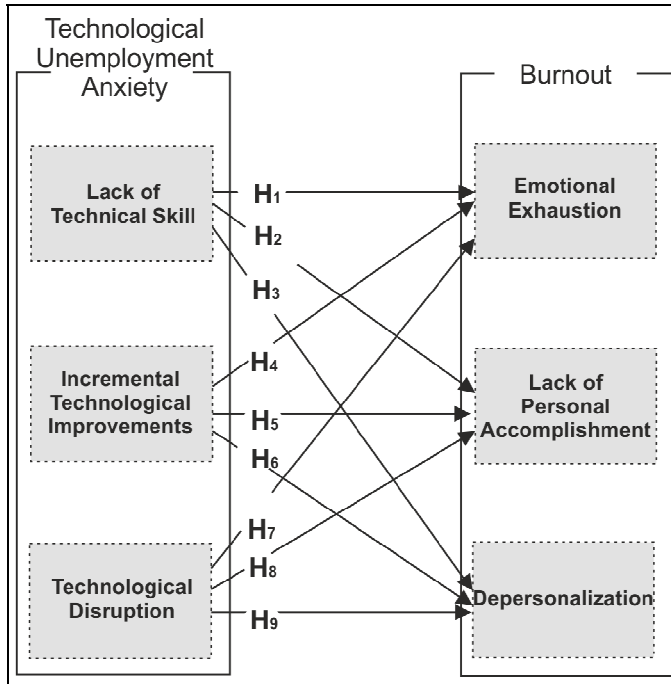 Technological
Unemployment
Anxiety
Burnout
Lack of
Technical Skill
H1
H2
H3
Emotional
Exhaustion
Incremental
Technological
Improvements
H4
H5
H6
Lack of
Personal
Accomplishment
Technological
Disruption
H7
H8
H9
Depersonalization